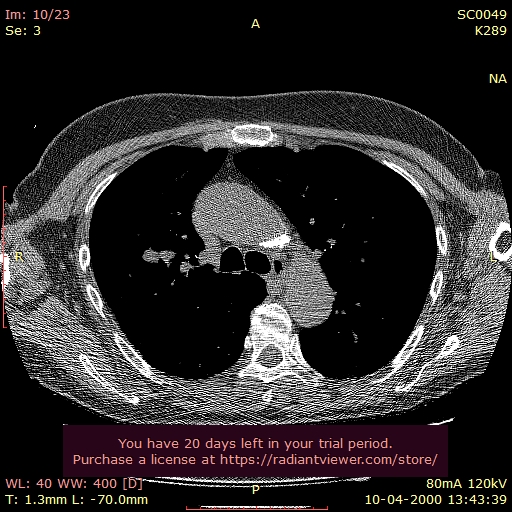 Im: 10/23
Se: 3
A
SC0049
K289
NA
R
L
You have 20 days left in your trial period.
Purchase a license at https://radiantviewer.com/store/
WL: 40 WW: 400 [D]
T: 1.3mm L: -70.0mm
P
80mA 120kV
10-04-2000 13:43:39